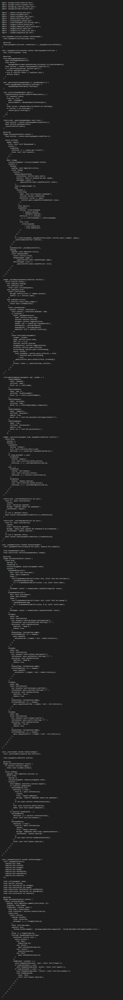 import 'package:flutter/material.dart';
import 'package:flutter/scheduler.dart';
import 'package:go_router/go_router.dart';
import 'package:provider/provider.dart';

import '../models/catalog_data.dart';
import '../models/equipment.dart';
import '../models/equipment_query.dart';
import '../models/load_status.dart';
import '../routing/query_params.dart';
import '../state/equipment_list_notifier.dart';
import '../widgets/confirm_dialog.dart';
import '../widgets/debounced_search_field.dart';
import '../widgets/entity_table.dart';
import '../widgets/list_state_views.dart';
import '../widgets/pagination_bar.dart';

class EquipmentListScreen extends StatefulWidget {
const EquipmentListScreen({super.key});

@override
State<EquipmentListScreen> createState() => _EquipmentListScreenState();
}

class _EquipmentListScreenState extends State<EquipmentListScreen> {
bool _filtersExpanded = true;

@override
void didChangeDependencies() {
super.didChangeDependencies();
final parsed =
equipmentQueryFromUri(GoRouterState.of(context).uri.queryParameters);
final notifier = context.read<EquipmentListNotifier>();
if (!_queriesEqual(parsed, notifier.query)) {
notifier.applyQuery(parsed);
} else if (notifier.status == LoadStatus.idle) {
notifier.load();
}
}

bool _queriesEqual(EquipmentQuery a, EquipmentQuery b) {
return equipmentQueryToParams(a).toString() ==
equipmentQueryToParams(b).toString();
}

void _syncUrl(EquipmentQuery query) {
SchedulerBinding.instance.addPostFrameCallback((_) {
if (!mounted) return;
final uri = Uri(
path: '/equipment',
queryParameters: equipmentQueryToParams(query),
);
final current = GoRouterState.of(context).uri.toString();
if (current != uri.toString()) {
context.go(uri.toString());
}
});
}

Future<void> _apply(EquipmentQuery next) async {
final notifier = context.read<EquipmentListNotifier>();
await notifier.applyQuery(next);
_syncUrl(notifier.query);
}

@override
Widget build(BuildContext context) {
final notifier = context.watch<EquipmentListNotifier>();

return Scaffold(
appBar: AppBar(
title: const Text('Оборудование'),
actions: [
TextButton(
onPressed: () => context.go('/clients'),
child: const Text('Клиенты'),
),
],
),
body: Column(
crossAxisAlignment: CrossAxisAlignment.stretch,
children: [
Padding(
padding: const EdgeInsets.all(12),
child: Column(
children: [
DebouncedSearchField(
initialValue: notifier.query.search,
hintText: 'Поиск по названию или инв. номеру',
onChanged: (value) =>
_apply(notifier.query.copyWith(search: value)),
),
const SizedBox(height: 8),
Row(
children: [
FilterChip(
label: const Text('Показать удалённые'),
selected: notifier.showDeleted,
onSelected: (value) => _apply(
notifier.query.copyWith(includeDeleted: value),
),
),
const Spacer(),
IconButton(
tooltip: _filtersExpanded
? 'Свернуть фильтры'
: 'Развернуть фильтры',
onPressed: () => setState(
() => _filtersExpanded = !_filtersExpanded,
),
icon: Icon(
_filtersExpanded
? Icons.expand_less
: Icons.expand_more,
),
),
],
),
if (_filtersExpanded) _EquipmentFilters(query: notifier.query, onApply: _apply),
_SelectionBar(notifier: notifier),
],
),
),
Expanded(child: _buildBody(notifier)),
Padding(
padding: const EdgeInsets.all(12),
child: PaginationBar(
result: notifier.result,
onPageChanged: (page) =>
_apply(notifier.query.copyWith(page: page)),
onSizeChanged: (size) =>
_apply(notifier.query.copyWith(size: size)),
),
),
],
),
);
}

Widget _buildBody(EquipmentListNotifier notifier) {
switch (notifier.status) {
case LoadStatus.loading:
case LoadStatus.idle:
return const ListLoadingView();
case LoadStatus.error:
return ListErrorView(
message: notifier.error ?? 'Ошибка загрузки',
onRetry: () => notifier.load(),
);
case LoadStatus.success:
if (notifier.result.items.isEmpty) {
return const ListEmptyView();
}
return LayoutBuilder(
builder: (context, constraints) {
final useCards = constraints.maxWidth < 600;
if (useCards) {
return _EquipmentCardList(
items: notifier.result.items,
selected: notifier.selected,
onToggle: notifier.toggleSelection,
onOpen: (id) => context.go('/equipment/$id'),
onSoftDelete: _confirmSoftDelete,
onHardDelete: _confirmHardDelete,
onRestore: (id) => notifier.restore(id),
);
}
return EntityTable<Equipment>(
columns: _columns,
items: notifier.result.items,
idOf: (e) => e.id,
selected: notifier.selected,
onToggleSelect: notifier.toggleSelection,
sortField: notifier.query.sortField,
sortAscending: notifier.query.sortAscending,
onSort: (field) {
final ascending = notifier.query.sortField == field
? !notifier.query.sortAscending
: true;
_apply(notifier.query.withSort(field, ascending));
},
actions: (item) => _rowActions(item, notifier),
);
},
);
}
}

List<TableColumnSpec<Equipment>> get _columns => [
TableColumnSpec(
label: 'Название',
sortField: 'name',
build: (e) => Text(e.name),
),
TableColumnSpec(
label: 'Инв. №',
sortField: 'inventoryNumber',
build: (e) => Text(e.inventoryNumber),
),
TableColumnSpec(
label: 'Категория',
sortField: 'name',
build: (e) => Text(categoryName(e.categoryId)),
),
TableColumnSpec(
label: 'Тариф/сут.',
sortField: 'dailyRate',
numeric: true,
build: (e) => Text('${e.dailyRate.toStringAsFixed(0)} ₽'),
),
TableColumnSpec(
label: 'Год',
sortField: 'purchaseYear',
numeric: true,
build: (e) => Text('${e.purchaseYear}'),
),
];

Widget _rowActions(Equipment item, EquipmentListNotifier notifier) {
return Wrap(
spacing: 4,
children: [
IconButton(
tooltip: 'Открыть',
icon: const Icon(Icons.open_in_new),
onPressed: () => context.go('/equipment/${item.id}'),
),
if (item.deletedAt == null)
IconButton(
tooltip: 'Удалить',
icon: const Icon(Icons.delete_outline),
onPressed: () => _confirmSoftDelete(item.id),
)
else ...[
IconButton(
tooltip: 'Восстановить',
icon: const Icon(Icons.restore),
onPressed: () => notifier.restore(item.id),
),
IconButton(
tooltip: 'Удалить навсегда',
icon: const Icon(Icons.delete_forever),
onPressed: () => _confirmHardDelete(item.id),
),
],
],
);
}

Future<void> _confirmSoftDelete(int id) async {
final ok = await confirmAction(
context,
title: 'Логическое удаление',
message: 'Пометить запись как удалённую?',
confirmLabel: 'Удалить',
);
if (!ok || !mounted) return;
await context.read<EquipmentListNotifier>().softDelete(id);
}

Future<void> _confirmHardDelete(int id) async {
final ok = await confirmAction(
context,
title: 'Физическое удаление',
message: 'Запись будет удалена без возможности восстановления.',
confirmLabel: 'Удалить навсегда',
);
if (!ok || !mounted) return;
await context.read<EquipmentListNotifier>().hardDelete(id);
}
}

class _EquipmentFilters extends StatelessWidget {
const _EquipmentFilters({required this.query, required this.onApply});

final EquipmentQuery query;
final Future<void> Function(EquipmentQuery) onApply;

@override
Widget build(BuildContext context) {
return Wrap(
spacing: 12,
runSpacing: 8,
crossAxisAlignment: WrapCrossAlignment.center,
children: [
DropdownButton<int?>(
hint: const Text('Категория'),
value: query.categoryId,
items: [
const DropdownMenuItem<int?>(value: null, child: Text('Все категории')),
...equipmentCategories.map(
(c) => DropdownMenuItem<int?>(value: c.id, child: Text(c.name)),
),
],
onChanged: (value) => onApply(query.copyWith(categoryId: value)),
),
DropdownButton<int?>(
hint: const Text('Бренд'),
value: query.brandId,
items: [
const DropdownMenuItem<int?>(value: null, child: Text('Все бренды')),
...equipmentBrands.map(
(b) => DropdownMenuItem<int?>(value: b.id, child: Text(b.name)),
),
],
onChanged: (value) => onApply(query.copyWith(brandId: value)),
),
SizedBox(
width: 120,
child: TextFormField(
key: ValueKey('rateFrom-${query.dailyRateFrom}'),
initialValue: query.dailyRateFrom?.toString() ?? '',
decoration: const InputDecoration(
labelText: 'Тариф от',
isDense: true,
),
keyboardType: TextInputType.number,
onFieldSubmitted: (v) => onApply(
query.copyWith(
dailyRateFrom: v.isEmpty ? null : double.tryParse(v),
),
),
),
),
SizedBox(
width: 120,
child: TextFormField(
key: ValueKey('rateTo-${query.dailyRateTo}'),
initialValue: query.dailyRateTo?.toString() ?? '',
decoration: const InputDecoration(
labelText: 'Тариф до',
isDense: true,
),
keyboardType: TextInputType.number,
onFieldSubmitted: (v) => onApply(
query.copyWith(
dailyRateTo: v.isEmpty ? null : double.tryParse(v),
),
),
),
),
SizedBox(
width: 100,
child: TextFormField(
key: ValueKey('yearFrom-${query.yearFrom}'),
initialValue: query.yearFrom?.toString() ?? '',
decoration: const InputDecoration(
labelText: 'Год от',
isDense: true,
),
keyboardType: TextInputType.number,
onFieldSubmitted: (v) => onApply(
query.copyWith(yearFrom: v.isEmpty ? null : int.tryParse(v)),
),
),
),
SizedBox(
width: 100,
child: TextFormField(
key: ValueKey('yearTo-${query.yearTo}'),
initialValue: query.yearTo?.toString() ?? '',
decoration: const InputDecoration(
labelText: 'Год до',
isDense: true,
),
keyboardType: TextInputType.number,
onFieldSubmitted: (v) => onApply(
query.copyWith(yearTo: v.isEmpty ? null : int.tryParse(v)),
),
),
),
],
);
}
}

class _SelectionBar extends StatelessWidget {
const _SelectionBar({required this.notifier});

final EquipmentListNotifier notifier;

@override
Widget build(BuildContext context) {
if (notifier.selected.isEmpty) {
return const SizedBox.shrink();
}
return Padding(
padding: const EdgeInsets.only(top: 8),
child: Wrap(
spacing: 8,
crossAxisAlignment: WrapCrossAlignment.center,
children: [
Text('Выбрано: ${notifier.selected.length}'),
if (!notifier.showDeleted)
OutlinedButton.icon(
onPressed: () async {
final ok = await confirmAction(
context,
title: 'Удалить выбранное',
message: 'Пометить выбранные записи как удалённые?',
);
if (ok) await notifier.softDeleteSelected();
},
icon: const Icon(Icons.delete_outline),
label: const Text('Удалить выбранное'),
),
if (notifier.showDeleted) ...[
OutlinedButton(
onPressed: () => notifier.restoreSelected(),
child: const Text('Восстановить'),
),
OutlinedButton(
onPressed: () async {
final ok = await confirmAction(
context,
title: 'Удалить навсегда',
message: 'Выбранные записи будут удалены физически.',
confirmLabel: 'Удалить навсегда',
);
if (ok) await notifier.hardDeleteSelected();
},
child: const Text('Удалить навсегда'),
),
],
],
),
);
}
}

class _EquipmentCardList extends StatelessWidget {
const _EquipmentCardList({
required this.items,
required this.selected,
required this.onToggle,
required this.onOpen,
required this.onSoftDelete,
required this.onHardDelete,
required this.onRestore,
});

final List<Equipment> items;
final Set<int> selected;
final void Function(int id) onToggle;
final void Function(int id) onOpen;
final Future<void> Function(int id) onSoftDelete;
final Future<void> Function(int id) onHardDelete;
final void Function(int id) onRestore;

@override
Widget build(BuildContext context) {
return ListView.builder(
padding: const EdgeInsets.symmetric(horizontal: 12),
itemCount: items.length,
itemBuilder: (context, index) {
final item = items[index];
final isSelected = selected.contains(item.id);
return Card(
child: ListTile(
leading: Checkbox(
value: isSelected,
onChanged: (_) => onToggle(item.id),
),
title: Text(item.name),
subtitle: Text(
'${item.inventoryNumber} · ${categoryName(item.categoryId)} · ${item.dailyRate.toStringAsFixed(0)} ₽/сут.',
),
onTap: () => onOpen(item.id),
trailing: PopupMenuButton<String>(
onSelected: (action) async {
switch (action) {
case 'open':
onOpen(item.id);
case 'delete':
await onSoftDelete(item.id);
case 'restore':
onRestore(item.id);
case 'hard':
await onHardDelete(item.id);
}
},
itemBuilder: (context) => [
const PopupMenuItem(value: 'open', child: Text('Открыть')),
if (item.deletedAt == null)
const PopupMenuItem(value: 'delete', child: Text('Удалить')),
if (item.deletedAt != null) ...[
const PopupMenuItem(value: 'restore', child: Text('Восстановить')),
const PopupMenuItem(
value: 'hard',
child: Text('Удалить навсегда'),
),
],
],
),
),
);
},
);
}
}